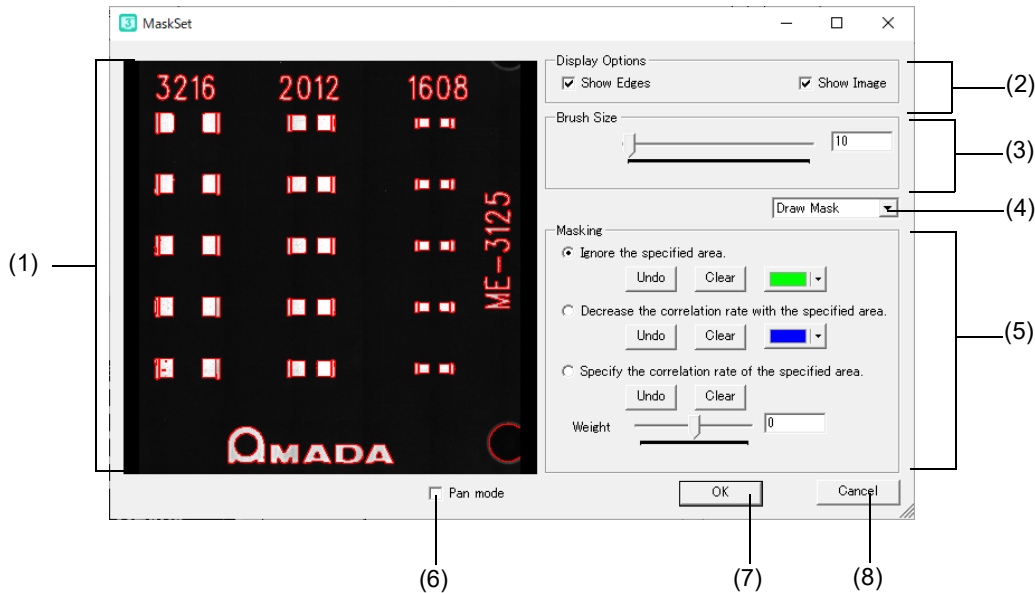 3 MaskSet
3216 2012 1608
ME-3125
AMADA
Display Options
Show Edges Show Image
Brush Size
10
Draw Mask
Masking
Ignore the specified area.
Undo Clear
Decrease the correlation rate with the specified area.
Undo Clear
Specify the correlation rate of the specified area.
Undo Clear
Weight 0
Pan mode OK Cancel
(1)
(2)
(3)
(4)
(5)
(6) (7) (8)